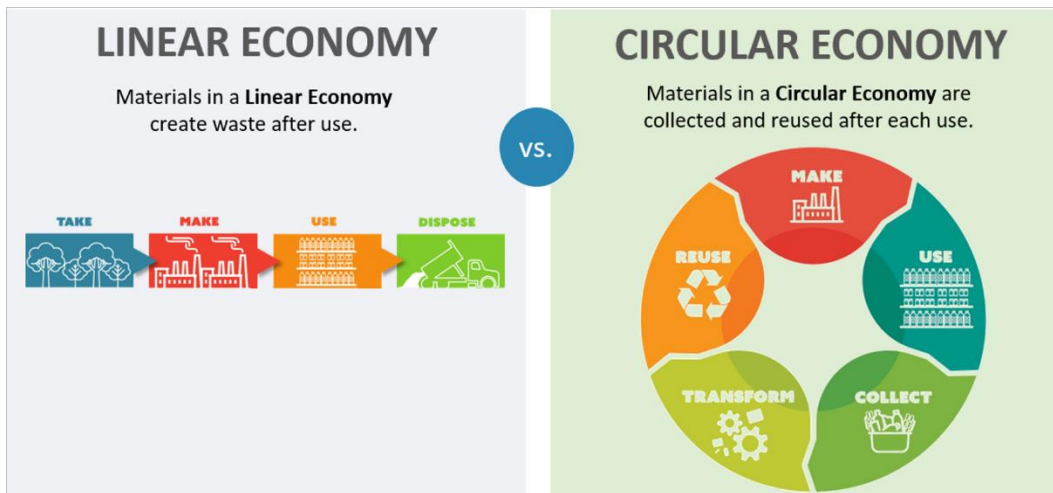 LINEAR ECONOMY
Materials in a Linear Economy
create waste after use.
TAKE
MAKE
USE
DISPOSE
vs.
CIRCULAR ECONOMY
Materials in a Circular Economy are
collected and reused after each use.
MAKE
USE
COLLECT
TRANSFORM
REUSE